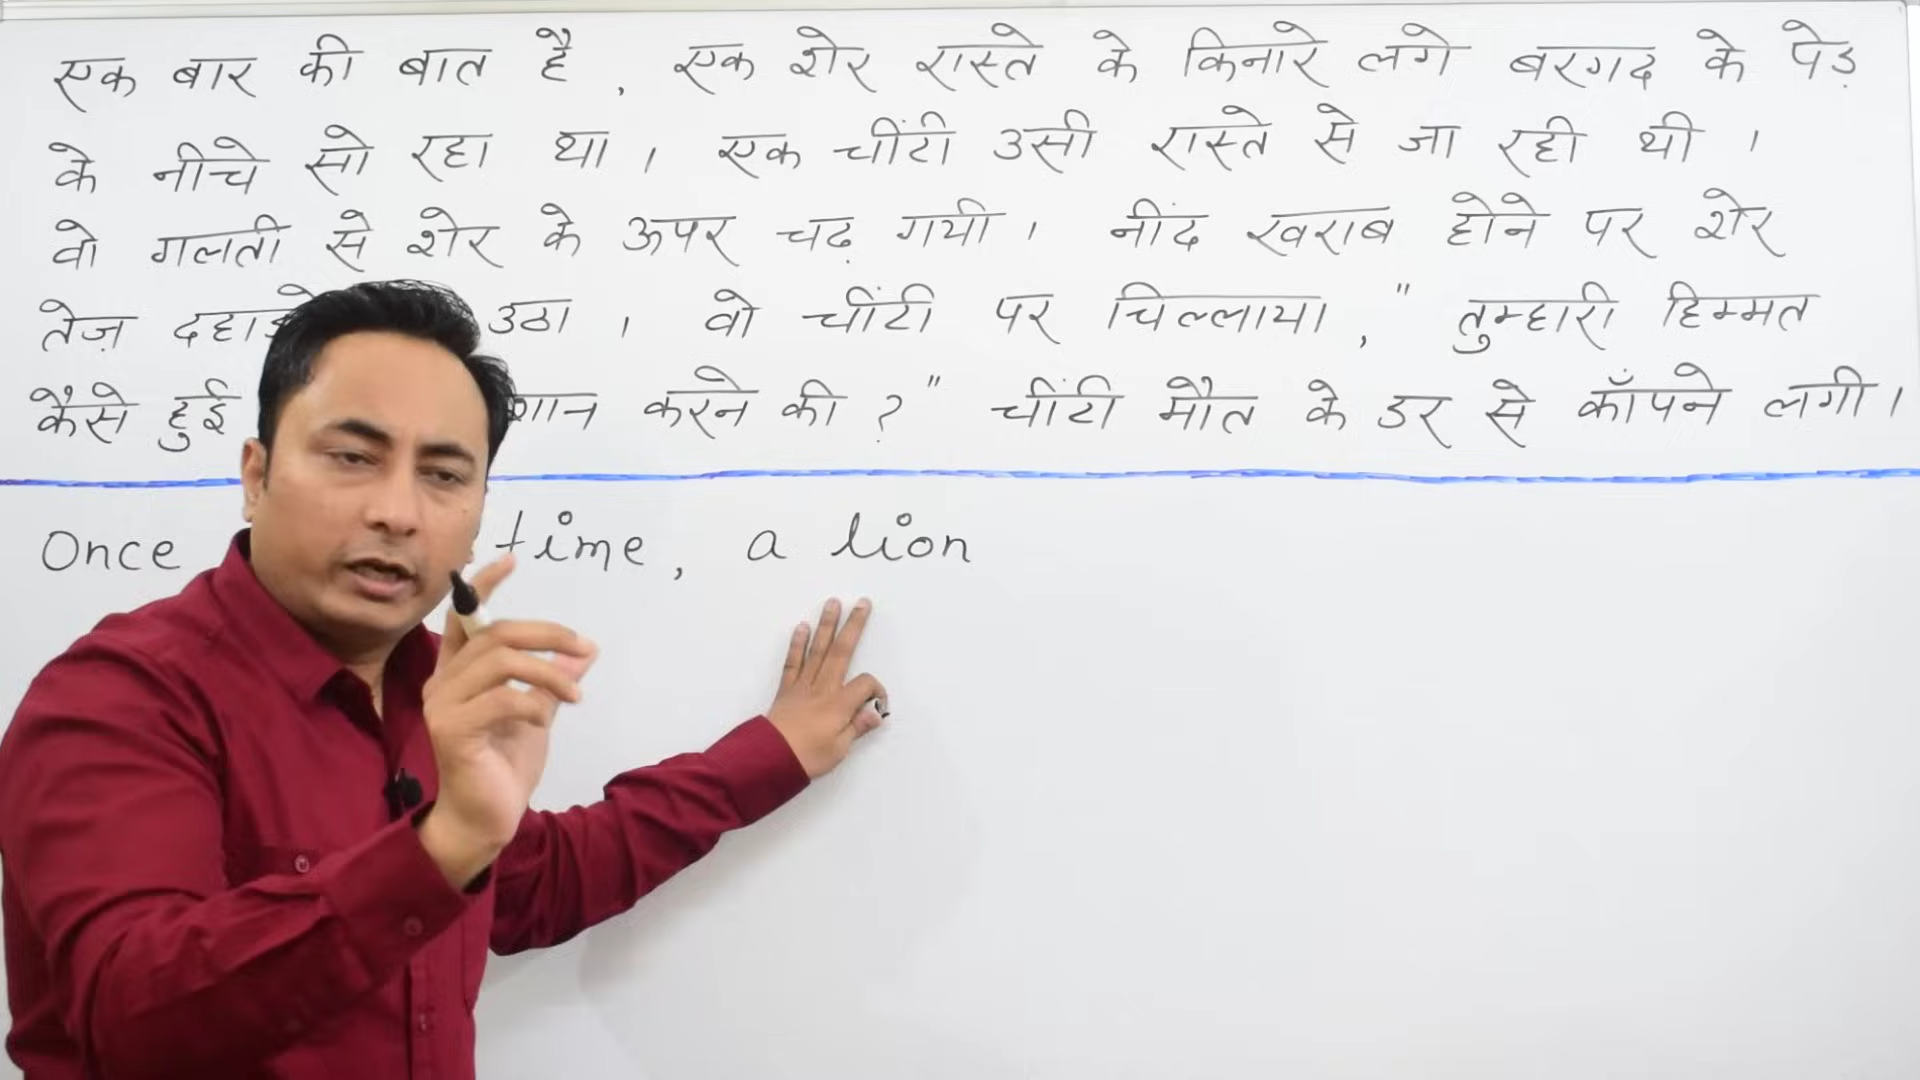 एक बार की बात है, एक शेर रास्ते के किनारे लगे बरगद के पेड़
के नीचे सो रहा था। एक चींटी उसी रास्ते से जा रही थी।
वो गलती से शेर के ऊपर चढ़ गयी। नींद खराब होने पर शेर
तेज़ उठा। वो चींटी पर चिल्लाया, " तुम्हारी हिम्मत
कैसे हुई करने की ?" चींटी मौत के डर से काँपने लगी।
Once time, a lion